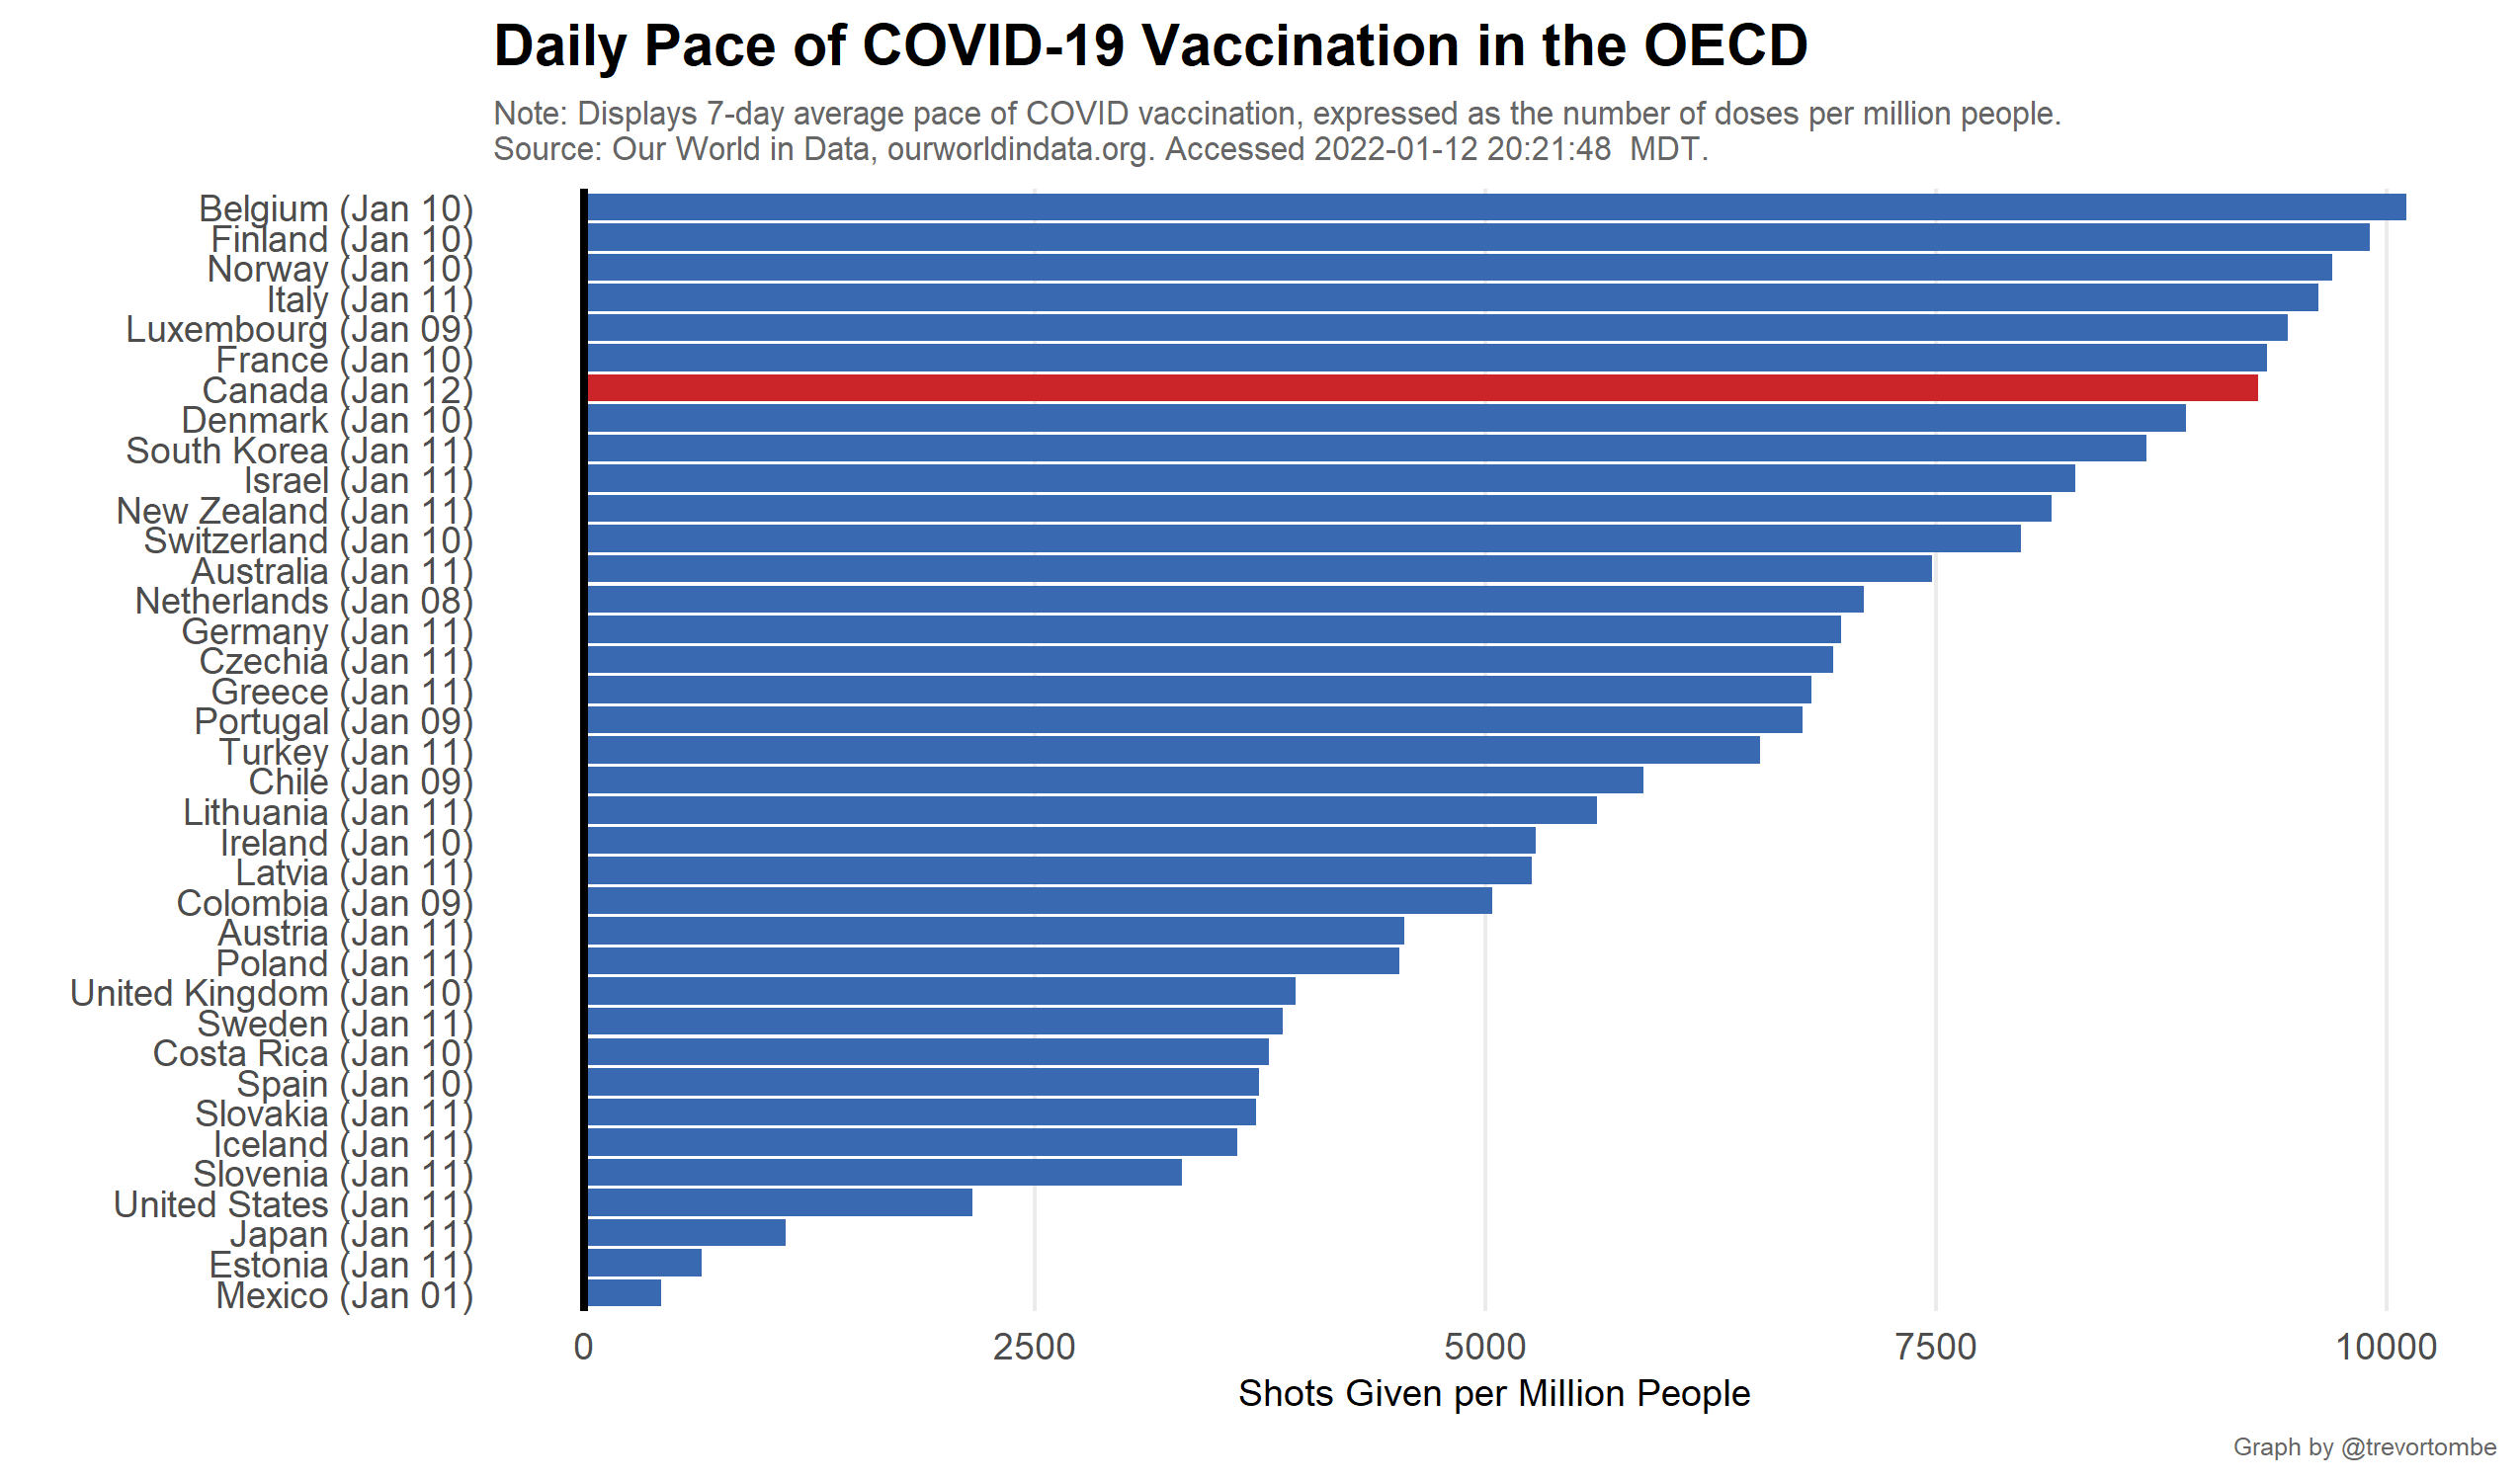 Daily Pace of COVID-19 Vaccination in the OECD
Note: Displays 7-day average pace of COVID vaccination, expressed as the number of doses per million people.
Source: Our World in Data, ourworldindata.org. Accessed 2022-01-12 20:21:48  MDT.
Belgium (Jan 10)
Finland (Jan 10)
Norway (Jan 10)
Italy (Jan 11)
Luxembourg (Jan 09)
France (Jan 10)
Canada (Jan 12)
Denmark (Jan 10)
South Korea (Jan 11)
Israel (Jan 11)
New Zealand (Jan 11)
Switzerland (Jan 10)
Australia (Jan 11)
Netherlands (Jan 08)
Germany (Jan 11)
Czechia (Jan 11)
Greece (Jan 11)
Portugal (Jan 09)
Turkey (Jan 11)
Chile (Jan 09)
Lithuania (Jan 11)
Ireland (Jan 10)
Latvia (Jan 11)
Colombia (Jan 09)
Austria (Jan 11)
Poland (Jan 11)
United Kingdom (Jan 10)
Sweden (Jan 11)
Costa Rica (Jan 10)
Spain (Jan 10)
Slovakia (Jan 11)
Iceland (Jan 11)
Slovenia (Jan 11)
United States (Jan 11)
Japan (Jan 11)
Estonia (Jan 11)
Mexico (Jan 01)
0 2500 5000 7500 10000
Shots Given per Million People
Graph by @trevortombe